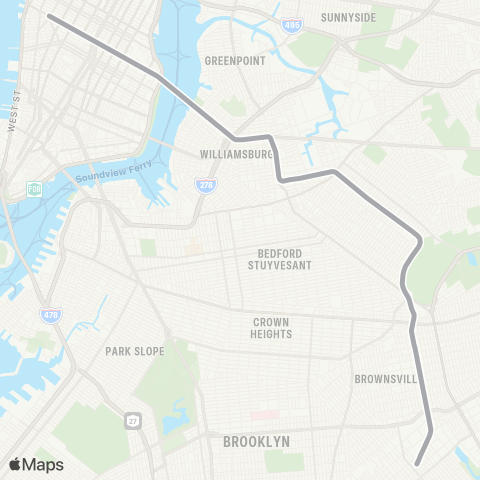 SUNNYSIDE
495
GREENPOINT
WEST ST
WILLIAMSBURG
Soundview Ferry
278
FDR
BEDFORD
STUYVESANT
478
CROWN
HEIGHTS
PARK SLOPE
BROWNSVILL
27
BROOKLYN
Maps